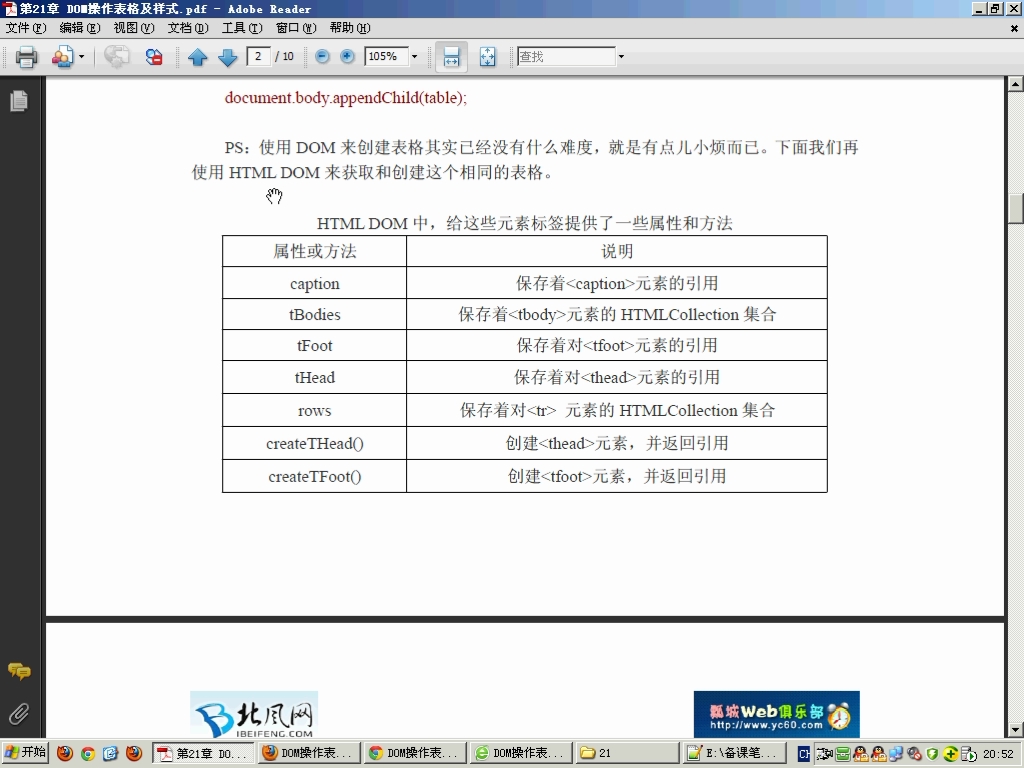 第21章 DOM操作表格及样式.pdf - Adobe Reader
文件(F) 编辑(E) 视图(V) 文档(D) 工具(T) 窗口(W) 帮助(H)
2 / 10 105% 查找
document.body.appendChild(table);
PS：使用 DOM 来创建表格其实已经没有什么难度，就是有点儿小烦而已。下面我们再
使用 HTML DOM 来获取和创建这个相同的表格。
HTML DOM 中，给这些元素标签提供了一些属性和方法
属性或方法 说明
caption 保存着<caption>元素的引用
tBodies 保存着<tbody>元素的 HTMLCollection 集合
tFoot 保存着对<tfoot>元素的引用
tHead 保存着对<thead>元素的引用
rows 保存着对<tr> 元素的 HTMLCollection 集合
createTHead() 创建<thead>元素，并返回引用
createTFoot() 创建<tfoot>元素，并返回引用
北风网
IBEIFENG.COM
瓢城Web俱乐部
http://www.yc60.com
开始 第21章 DO... DOM操作表... DOM操作表... DOM操作表... 21 E:\备课笔... CH 20:52